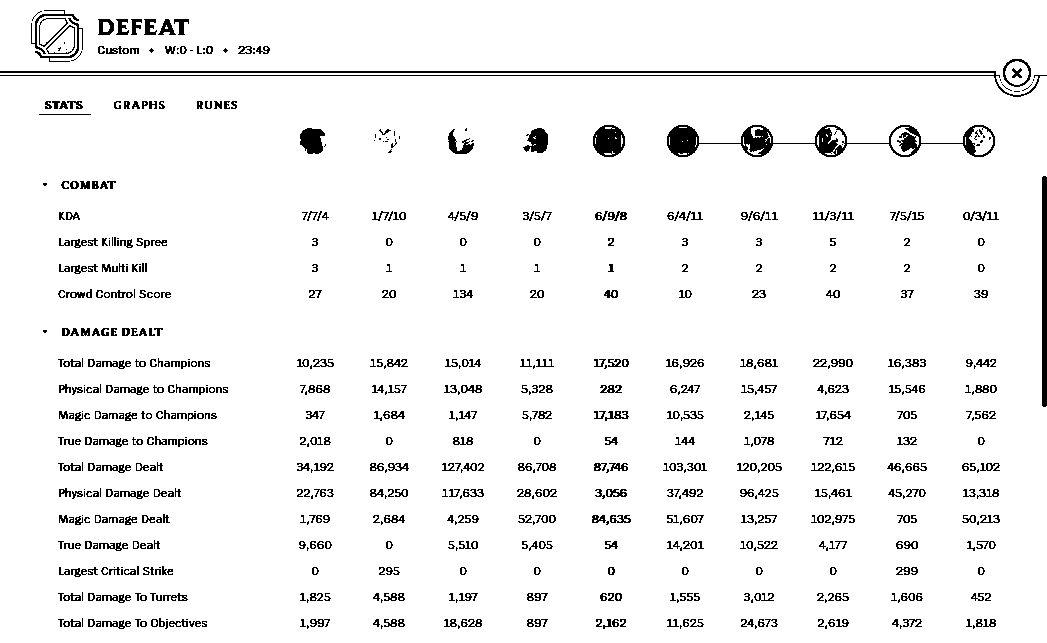 DEFEAT
Custom • W:0 - L:0 • 23:49
STATS GRAPHS RUNES
COMBAT
KDA 7/7/4 1/7/10 4/5/9 3/5/7 6/9/8 6/4/11 9/6/11 11/3/11 7/5/15 0/3/11
Largest Killing Spree 3 0 0 0 2 3 3 5 2 0
Largest Multi Kill 3 1 1 1 1 2 2 2 2 0
Crowd Control Score 27 20 134 20 40 10 23 40 37 39
DAMAGE DEALT
Total Damage to Champions 10,235 15,842 15,014 11,111 17,520 16,926 18,681 22,990 16,383 9,442
Physical Damage to Champions 7,868 14,157 13,048 5,328 282 6,247 15,457 4,623 15,546 1,880
Magic Damage to Champions 347 1,684 1,147 5,782 17,183 10,535 2,145 17,654 705 7,562
True Damage to Champions 2,018 0 818 0 54 144 1,078 712 132 0
Total Damage Dealt 34,192 86,934 127,402 86,708 87,746 103,301 120,205 122,615 46,665 65,102
Physical Damage Dealt 22,763 84,250 117,633 28,602 3,056 37,492 96,425 15,461 45,270 13,318
Magic Damage Dealt 1,769 2,684 4,259 52,700 84,635 51,607 13,257 102,975 705 50,213
True Damage Dealt 9,660 0 5,510 5,405 54 14,201 10,522 4,177 690 1,570
Largest Critical Strike 0 295 0 0 0 0 0 0 299 0
Total Damage To Turrets 1,825 4,588 1,197 897 620 1,555 3,012 2,265 1,606 452
Total Damage To Objectives 1,997 4,588 18,628 897 2,162 11,625 24,673 2,619 4,372 1,818